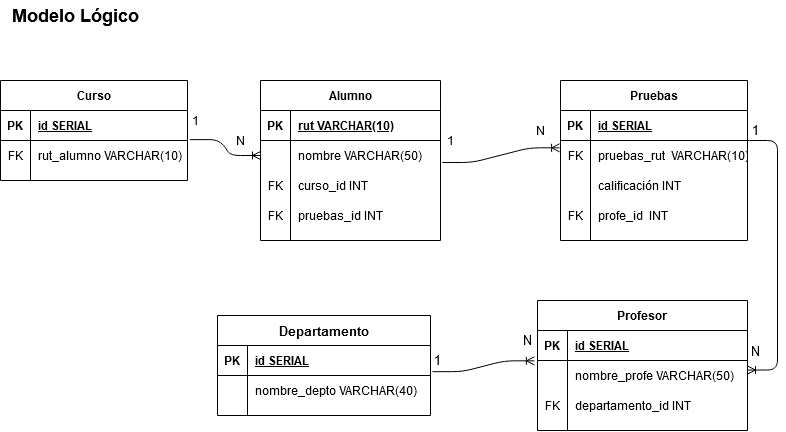 Modelo Lógico
Curso
PK id SERIAL
FK rut_alumno VARCHAR(10)
1
N
Alumno
PK rut VARCHAR(10)
nombre VARCHAR(50)
FK curso_id INT
FK pruebas_id INT
1
N
Pruebas
PK id SERIAL
FK pruebas_rut VARCHAR(10)
calificación INT
FK profe_id INT
1
N
Departamento
PK id SERIAL
nombre_depto VARCHAR(40)
1
N
Profesor
PK id SERIAL
nombre_profe VARCHAR(50)
FK departamento_id INT